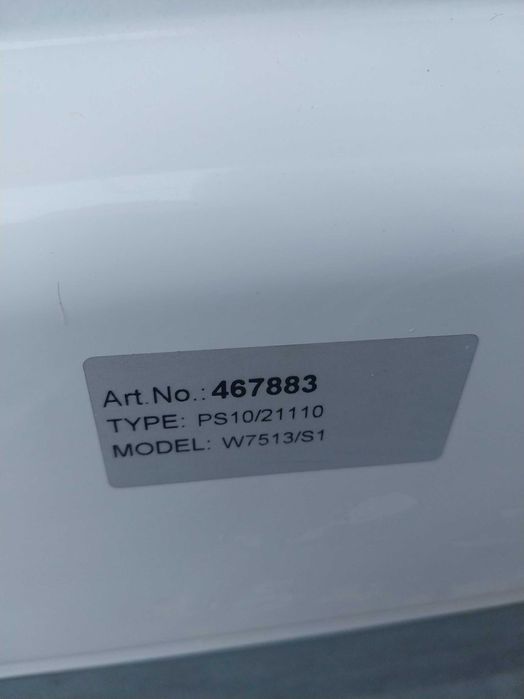 Art.No.: 467883
TYPE: PS10/21110
MODEL: W7513/S1